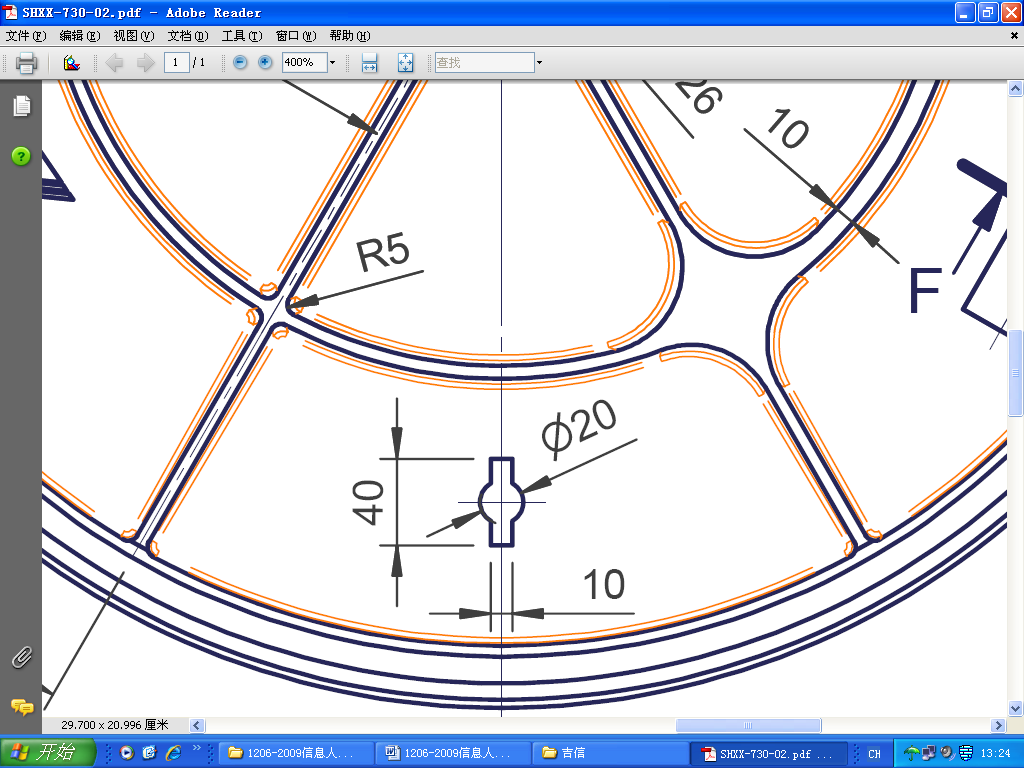 SHXX-730-02.pdf - Adobe Reader
文件(F) 编辑(E) 视图(V) 文档(D) 工具(T) 窗口(W) 帮助(H)
1 / 1 400% 查找
26
10
R5
F
Φ20
40
10
29.700 x 20.996 厘米
开始 1206-2009信息人... 1206-2009信息人... 吉信 SHXX-730-02.pdf ... CH 13:24